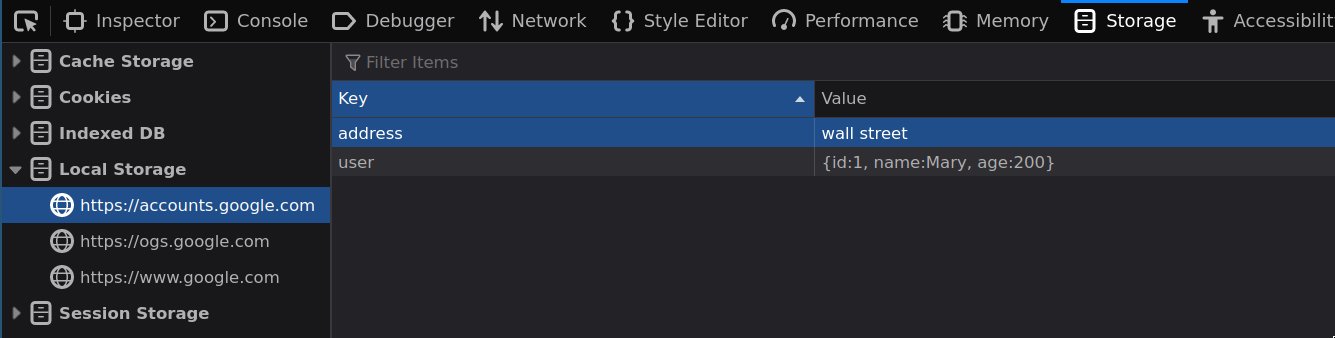 Inspector Console Debugger Network Style Editor Performance Memory Storage Accessibilit
Cache Storage
Cookies
Indexed DB
Local Storage
https://accounts.google.com
https://ogs.google.com
https://www.google.com
Session Storage
Filter Items
Key Value
address wall street
user {id:1, name:Mary, age:200}